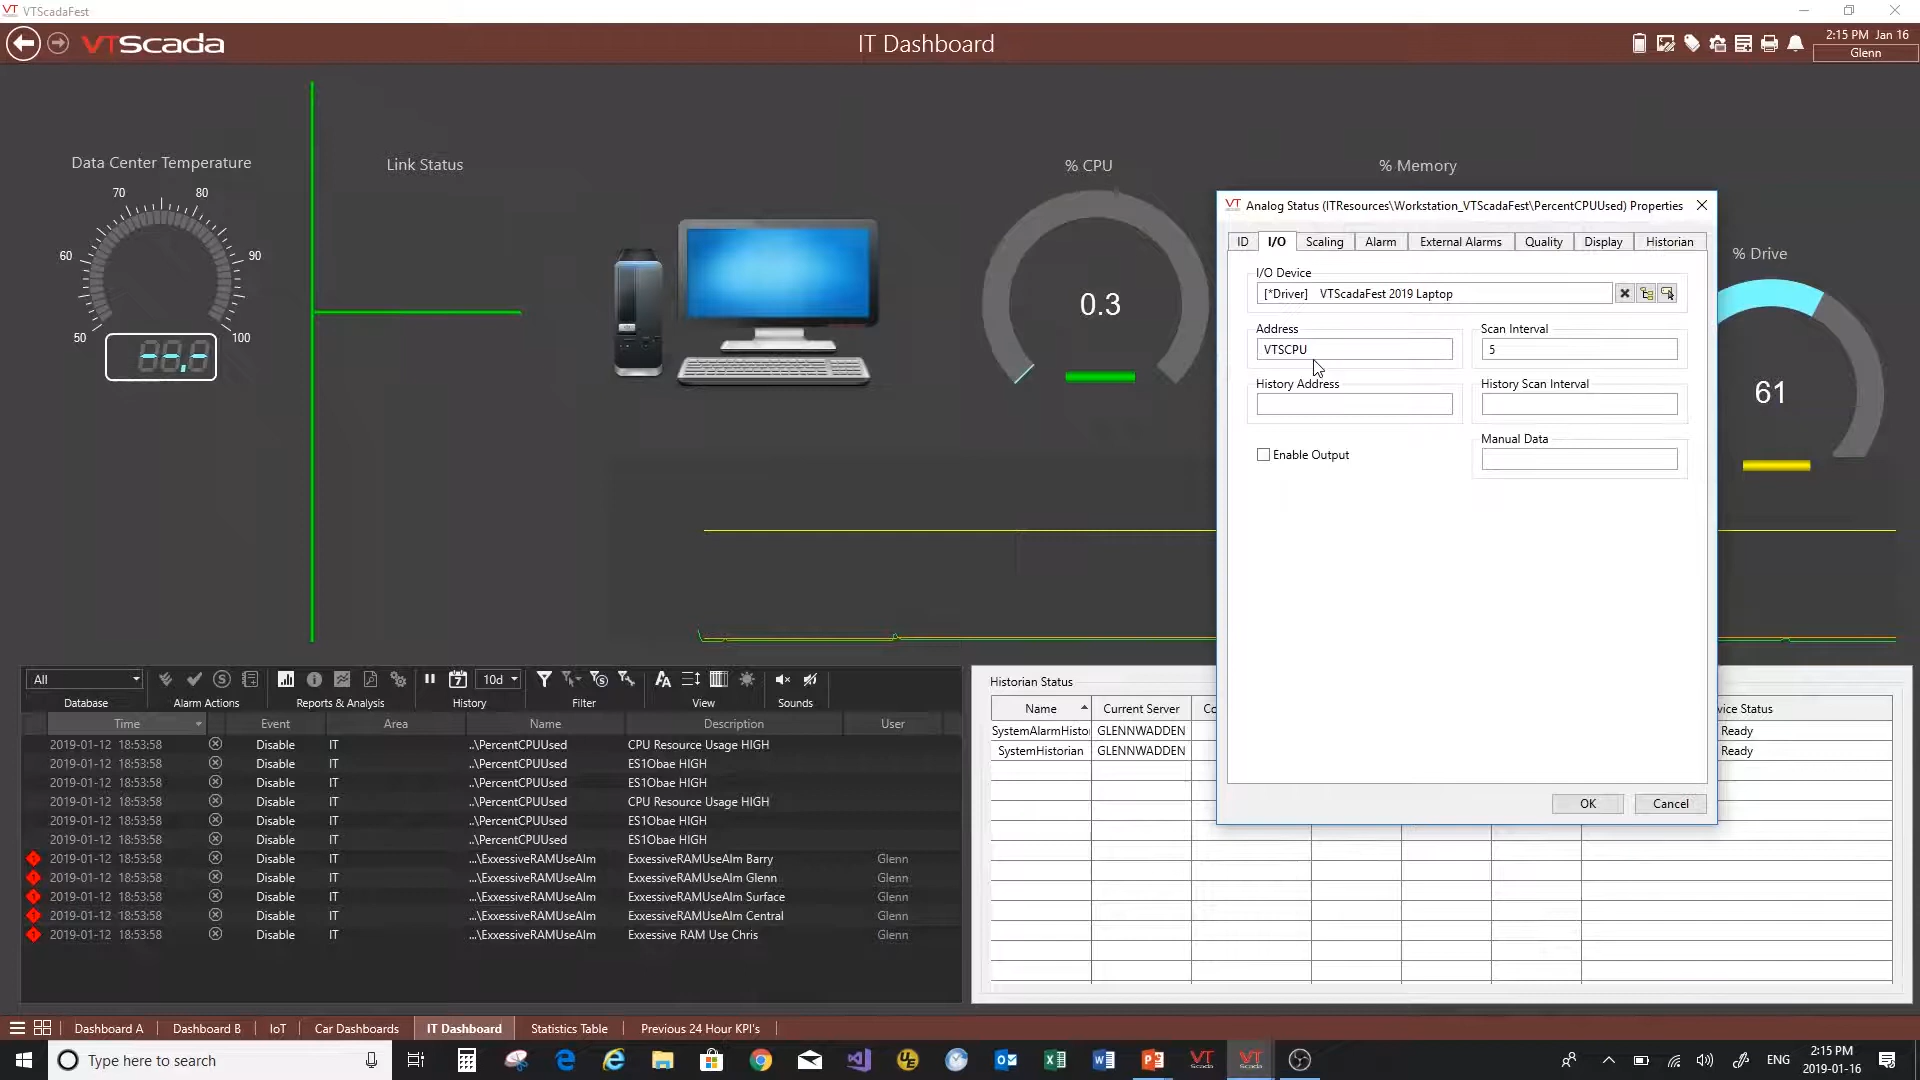 VT VTScadaFest
VTScada
IT Dashboard
2:15 PM Jan 16
Glenn
Data Center Temperature
Link Status
% CPU
% Memory
% Drive
70
80
60
90
50
100
0.3
61
VT Analog Status (ITResources\Workstation_VTScadaFest\PercentCPUUsed) Properties
ID I/O Scaling Alarm External Alarms Quality Display Historian
I/O Device
[*Driver] VTScadaFest 2019 Laptop
Address Scan Interval
VTSCPU 5
History Address History Scan Interval
Manual Data
Enable Output
OK Cancel
All 10d
Database Alarm Actions Reports & Analysis History Filter View Sounds
Time Event Area Name Description User
2019-01-12 18:53:58 Disable IT ..\PercentCPUUsed CPU Resource Usage HIGH
2019-01-12 18:53:58 Disable IT ..\PercentCPUUsed ES1Obae HIGH
2019-01-12 18:53:58 Disable IT ..\PercentCPUUsed ES1Obae HIGH
2019-01-12 18:53:58 Disable IT ..\PercentCPUUsed CPU Resource Usage HIGH
2019-01-12 18:53:58 Disable IT ..\PercentCPUUsed ES1Obae HIGH
2019-01-12 18:53:58 Disable IT ..\PercentCPUUsed ES1Obae HIGH
2019-01-12 18:53:58 Disable IT ...\ExxessiveRAMUseAlm ExxessiveRAMUseAlm Barry Glenn
2019-01-12 18:53:58 Disable IT ...\ExxessiveRAMUseAlm ExxessiveRAMUseAlm Glenn Glenn
2019-01-12 18:53:58 Disable IT ...\ExxessiveRAMUseAlm ExxessiveRAMUseAlm Surface Glenn
2019-01-12 18:53:58 Disable IT ...\ExxessiveRAMUseAlm ExxessiveRAMUseAlm Central Glenn
2019-01-12 18:53:58 Disable IT ...\ExxessiveRAMUseAlm Exxessive RAM Use Chris Glenn
Historian Status
Name Current Server Co vice Status
SystemAlarmHistor GLENNWADDEN Ready
SystemHistorian GLENNWADDEN Ready
Dashboard A Dashboard B IoT Car Dashboards IT Dashboard Statistics Table Previous 24 Hour KPI's
Type here to search
ENG
2:15 PM
2019-01-16